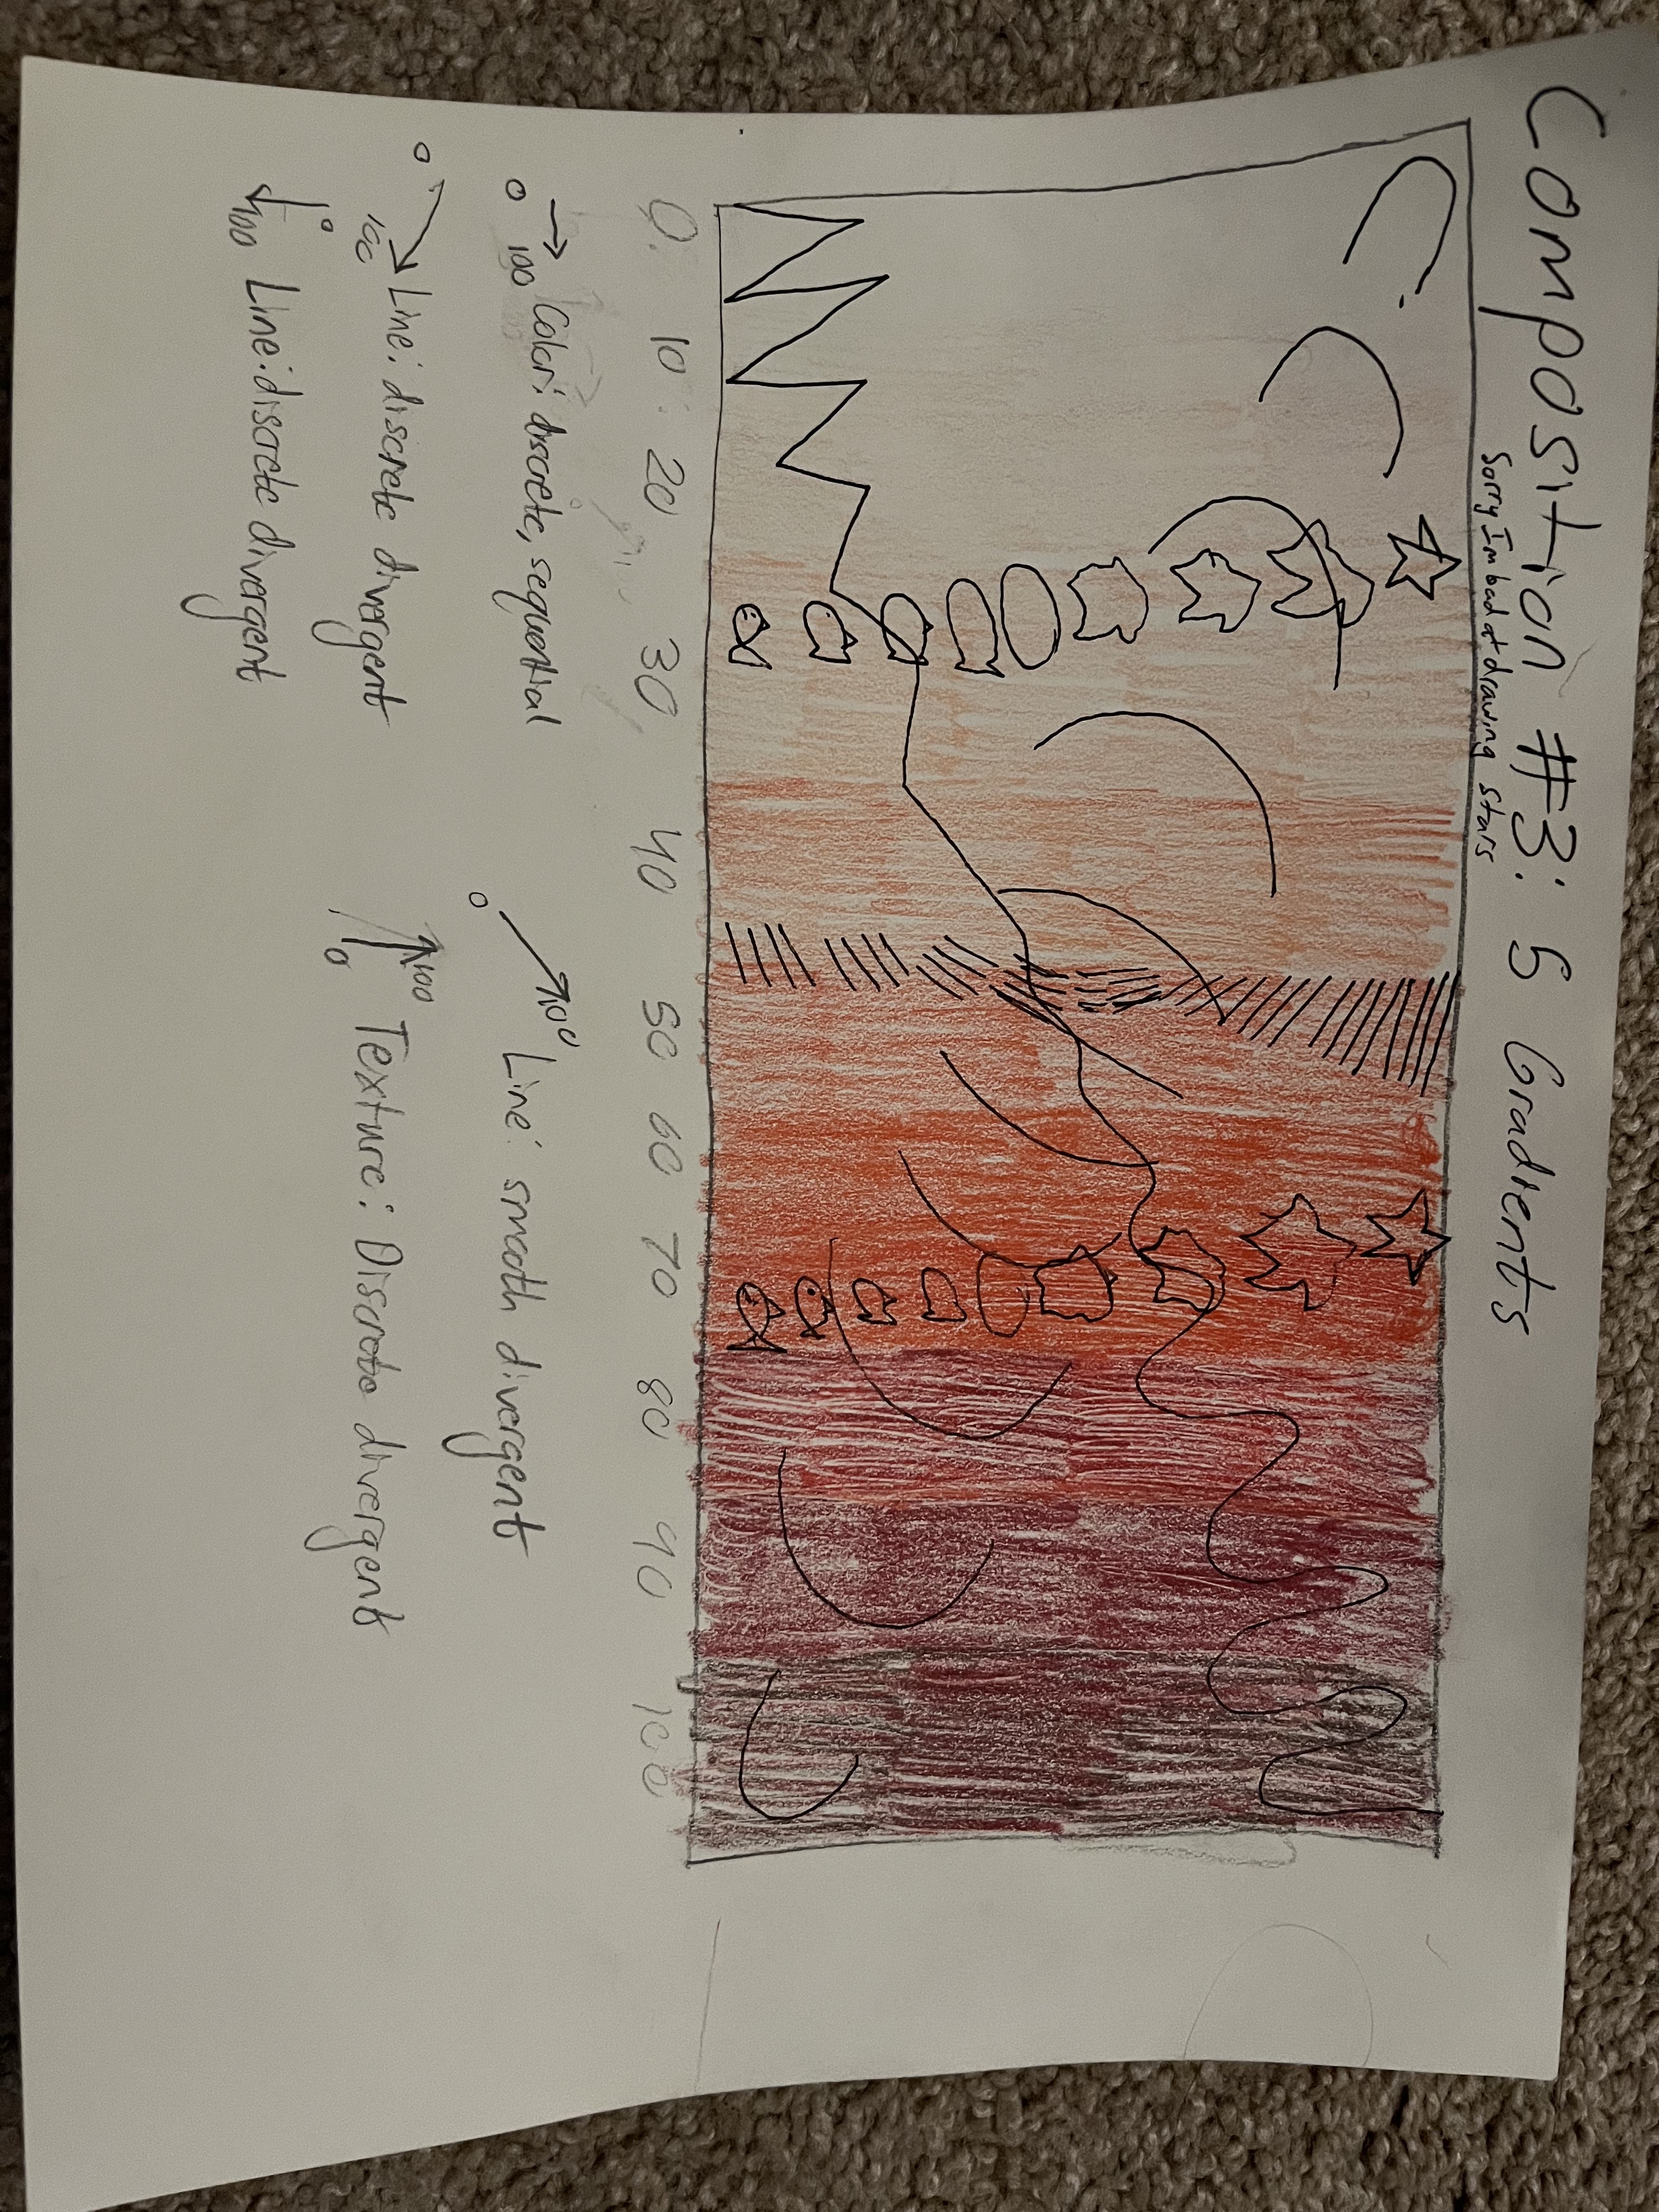 Composition #3: 5 Gradients
Sorry Im bad at drawing stars
0. 10 20 30 40 50 60 70 80 90 100
0 100 Color: discrete, sequential
0 100 Line: smooth divergent
0 100 Line: discrete divergent
100 0 Texture: Discrete divergent
0 100 Line: discrete divergent